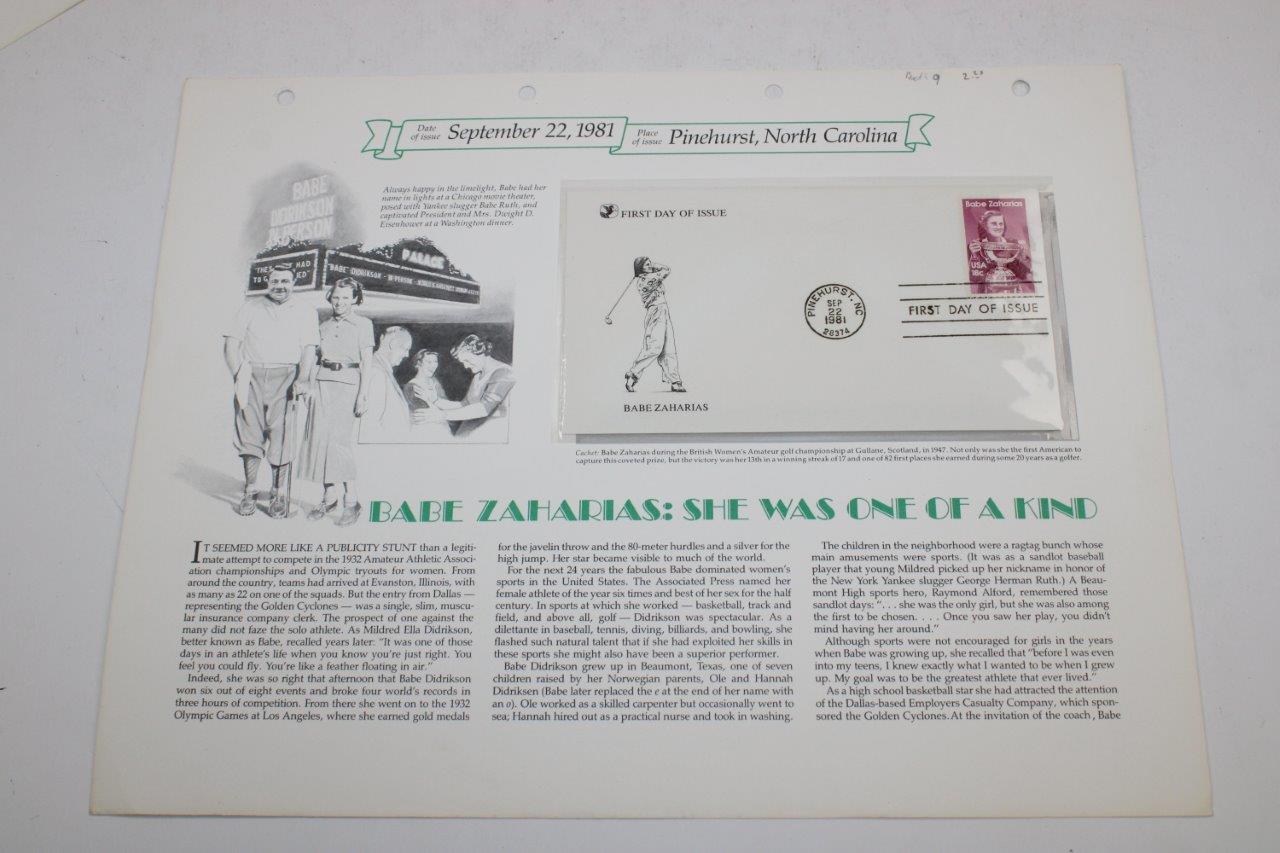 2.25
Date of issue September 22, 1981 Place of issue Pinehurst, North Carolina
Always happy in the limelight, Babe had her
name in lights at a Chicago movie theater,
posed with Yankee slugger Babe Ruth, and
captivated President and Mrs. Dwight D.
Eisenhower at a Washington dinner.
BABE
DIDRIKSON
PALACE
"BABE" DIDRIKSON - IN PERSON -
FIRST DAY OF ISSUE
BABE ZAHARIAS
PINEHURST, NC
SEP
22
1981
28374
Babe Zaharias
USA
18c
FIRST DAY OF ISSUE
Cachet: Babe Zaharias during the British Women's Amateur golf championship at Gullane, Scotland, in 1947. Not only was she the first American to
capture this coveted prize, but the victory was her 13th in a winning streak of 17 and one of 82 first places she earned during some 20 years as a golfer.
BABE ZAHARIAS: SHE WAS ONE OF A KIND
IT SEEMED MORE LIKE A PUBLICITY STUNT than a legiti-
mate attempt to compete in the 1932 Amateur Athletic Associ-
ation championships and Olympic tryouts for women. From
around the country, teams had arrived at Evanston, Illinois, with
as many as 22 on one of the squads. But the entry from Dallas —
representing the Golden Cyclones — was a single, slim, muscu-
lar insurance company clerk. The prospect of one against the
many did not faze the solo athlete. As Mildred Ella Didrikson,
better known as Babe, recalled years later: "It was one of those
days in an athlete's life when you know you're just right. You
feel you could fly. You're like a feather floating in air."
Indeed, she was so right that afternoon that Babe Didrikson
won six out of eight events and broke four world's records in
three hours of competition. From there she went on to the 1932
Olympic Games at Los Angeles, where she earned gold medals
for the javelin throw and the 80-meter hurdles and a silver for the
high jump. Her star became visible to much of the world.
For the next 24 years the fabulous Babe dominated women's
sports in the United States. The Associated Press named her
female athlete of the year six times and best of her sex for the half
century. In sports at which she worked — basketball, track and
field, and above all, golf — Didrikson was spectacular. As a
dilettante in baseball, tennis, diving, billiards, and bowling, she
flashed such natural talent that if she had exploited her skills in
these sports she might also have been a superior performer.
Babe Didrikson grew up in Beaumont, Texas, one of seven
children raised by her Norwegian parents, Ole and Hannah
Didriksen (Babe later replaced the e at the end of her name with
an o). Ole worked as a skilled carpenter but occasionally went to
sea; Hannah hired out as a practical nurse and took in washing.
The children in the neighborhood were a ragtag bunch whose
main amusements were sports. (It was as a sandlot baseball
player that young Mildred picked up her nickname in honor of
the New York Yankee slugger George Herman Ruth.) A Beau-
mont High sports hero, Raymond Alford, remembered those
sandlot days: ". . . she was the only girl, but she was also among
the first to be chosen. . . . Once you saw her play, you didn't
mind having her around."
Although sports were not encouraged for girls in the years
when Babe was growing up, she recalled that "before I was even
into my teens, I knew exactly what I wanted to be when I grew
up. My goal was to be the greatest athlete that ever lived."
As a high school basketball star she had attracted the attention
of the Dallas-based Employers Casualty Company, which spon-
sored the Golden Cyclones. At the invitation of the coach, Babe